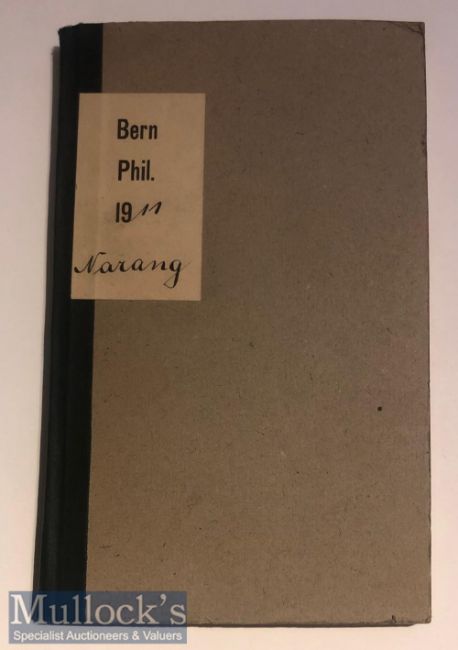 Bern
Phil.
1911
Narang
Mullock's
Specialist Auctioneers & Valuers